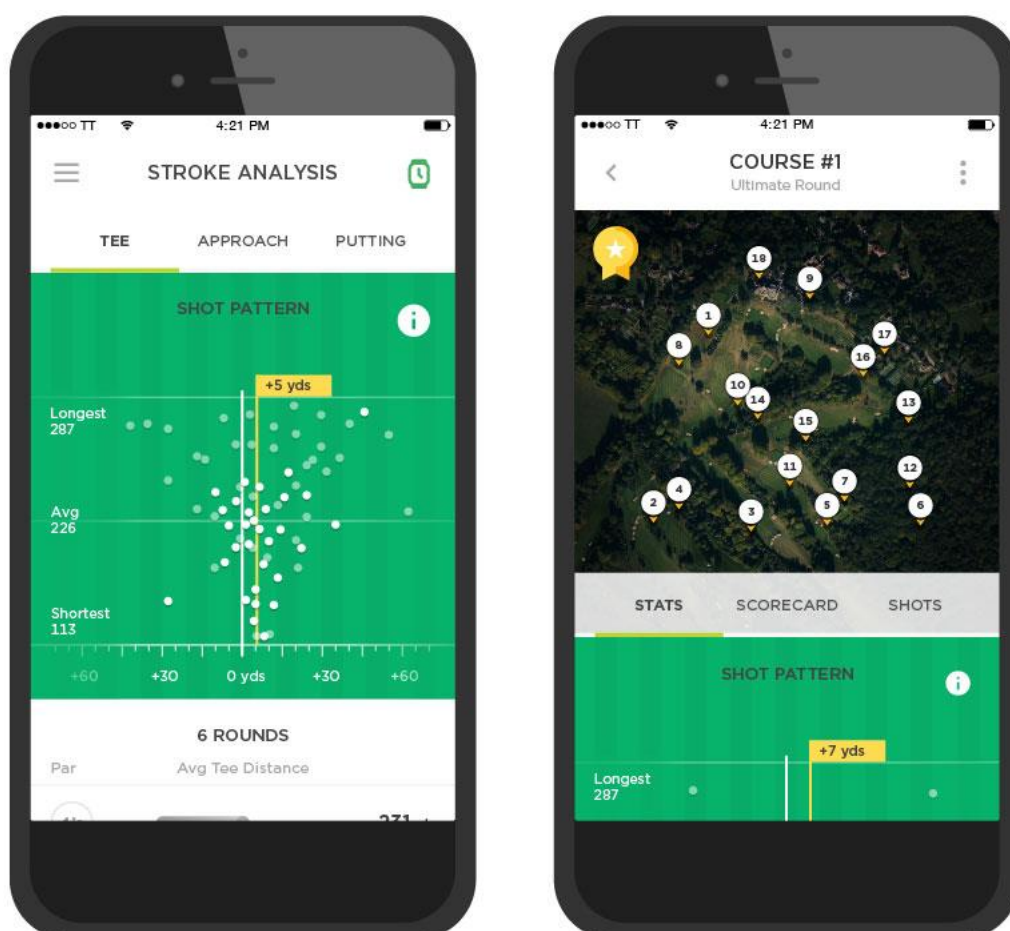 ●●●○○ TT 4:21 PM
STROKE ANALYSIS
TEE APPROACH PUTTING
SHOT PATTERN
i
+5 yds
Longest
287
Avg
226
Shortest
113
+60 +30 0 yds +30 +60
6 ROUNDS
Par Avg Tee Distance
●●●○○ TT 4:21 PM
COURSE #1
Ultimate Round
18
9
1
17
8
16
10
14
13
15
11
12
7
4
2
3
5
6
STATS SCORECARD SHOTS
SHOT PATTERN
i
+7 yds
Longest
287